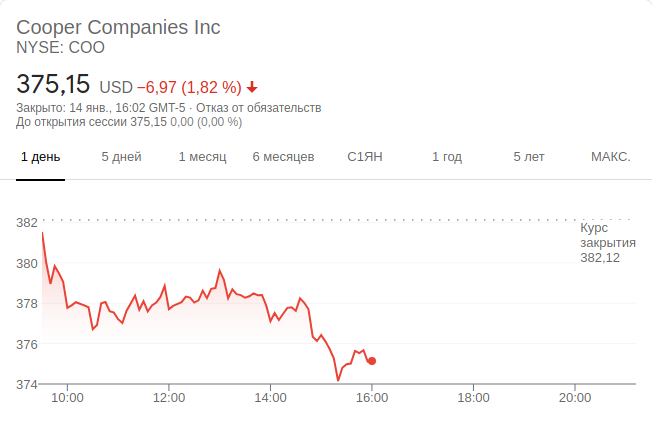 Cooper Companies Inc
NYSE: COO
375,15 USD −6,97 (1,82 %)
Закрыто: 14 янв., 16:02 GMT-5 · Отказ от обязательств
До открытия сессии 375,15 0,00 (0,00 %)
1 день 5 дней 1 месяц 6 месяцев С1ЯН 1 год 5 лет МАКС.
382
Курс
закрытия
382,12
380
378
376
374
10:00 12:00 14:00 16:00 18:00 20:00